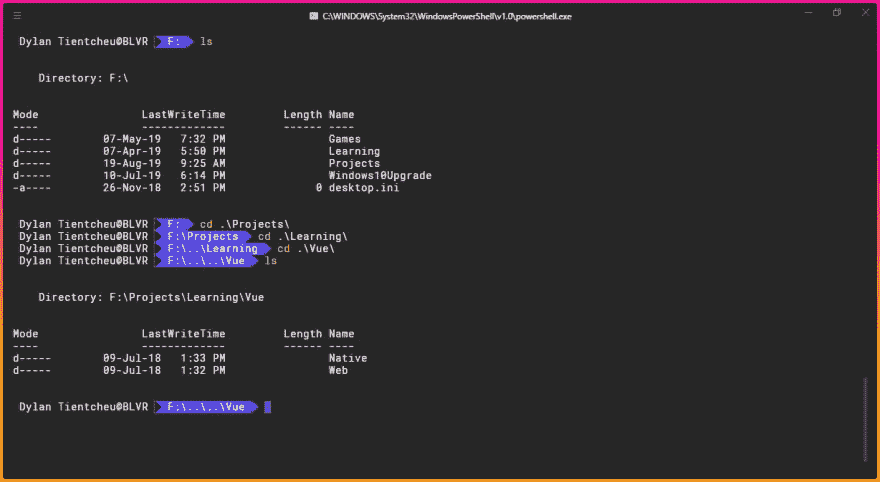 C:\WINDOWS\System32\WindowsPowerShell\v1.0\powershell.exe
Dylan Tientcheu@BLVR F: ls
Directory: F:\
Mode LastWriteTime Length Name
---- ------------- ------ ----
d----- 07-May-19 7:32 PM Games
d----- 07-Apr-19 5:50 PM Learning
d----- 19-Aug-19 9:25 AM Projects
d----- 10-Jul-19 6:14 PM Windows10Upgrade
-a---- 26-Nov-18 2:51 PM 0 desktop.ini
Dylan Tientcheu@BLVR F: cd .\Projects\
Dylan Tientcheu@BLVR F:\Projects cd .\Learning\
Dylan Tientcheu@BLVR F:\..\Learning cd .\Vue\
Dylan Tientcheu@BLVR F:\..\..\Vue ls
Directory: F:\Projects\Learning\Vue
Mode LastWriteTime Length Name
---- ------------- ------ ----
d----- 09-Jul-18 1:33 PM Native
d----- 09-Jul-18 1:32 PM Web
Dylan Tientcheu@BLVR F:\..\..\Vue